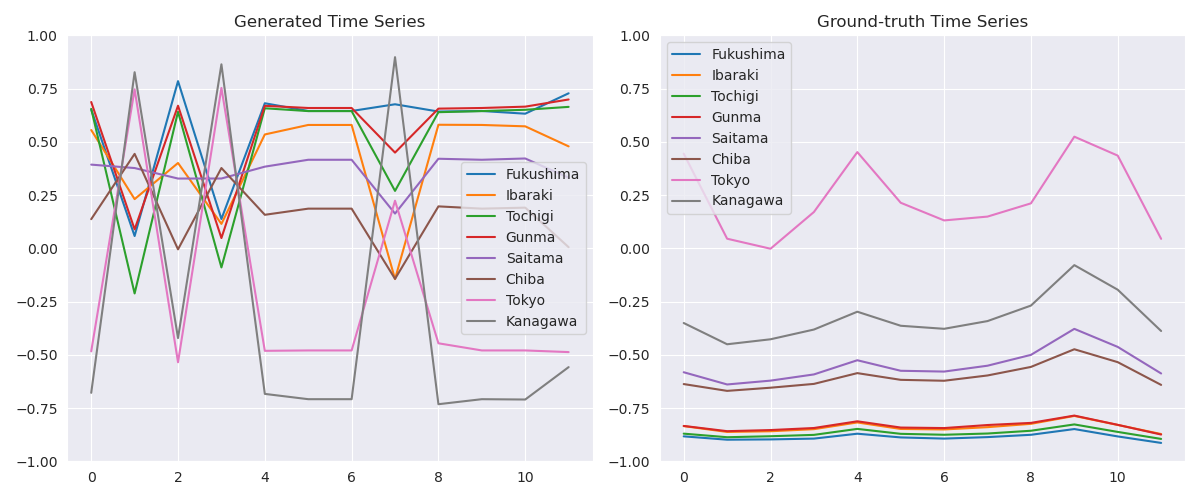 Generated Time Series
1.00
0.75
0.50
0.25
0.00
−0.25
−0.50
−0.75
−1.00
0 2 4 6 8 10
Fukushima
Ibaraki
Tochigi
Gunma
Saitama
Chiba
Tokyo
Kanagawa
Ground-truth Time Series
1.00
0.75
0.50
0.25
0.00
−0.25
−0.50
−0.75
−1.00
0 2 4 6 8 10
Fukushima
Ibaraki
Tochigi
Gunma
Saitama
Chiba
Tokyo
Kanagawa